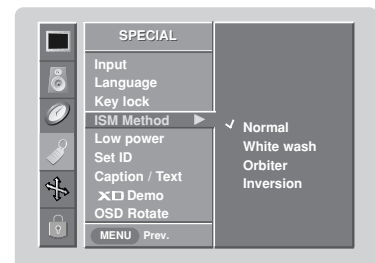 SPECIAL
Input
Language
Key lock
ISM Method
Low power
Set ID
Caption / Text
XD Demo
OSD Rotate
MENU Prev.
Normal
White wash
Orbiter
Inversion